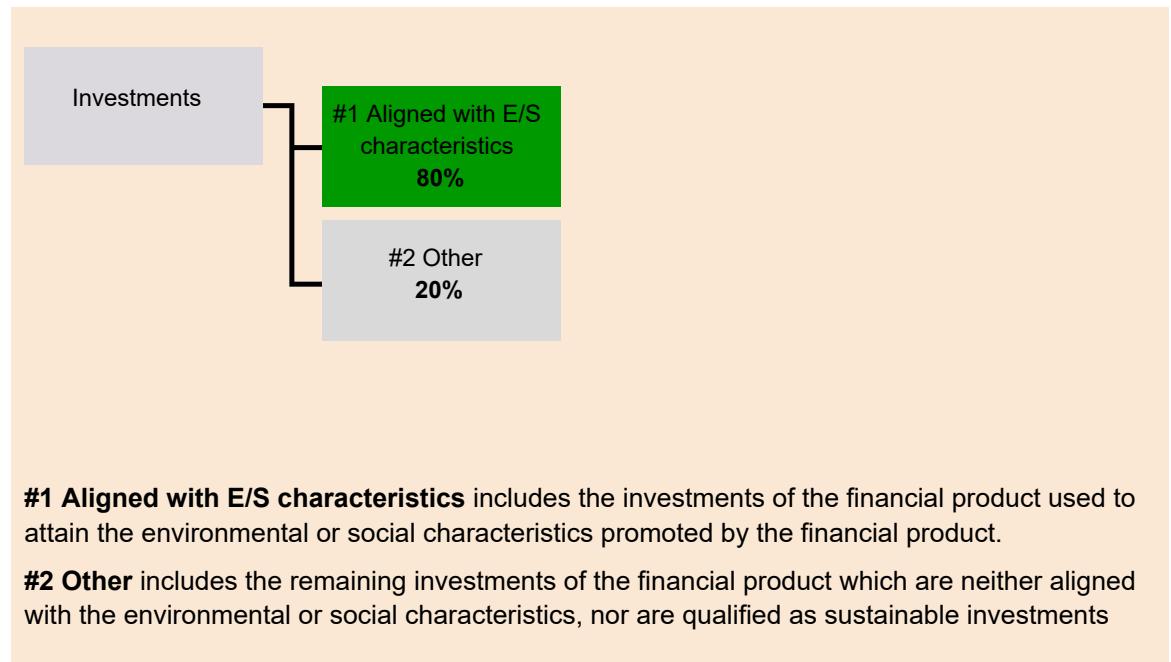 Investments
#1 Aligned with E/S
characteristics
80%
#2 Other
20%
#1 Aligned with E/S characteristics includes the investments of the financial product used to
attain the environmental or social characteristics promoted by the financial product.
#2 Other includes the remaining investments of the financial product which are neither aligned
with the environmental or social characteristics, nor are qualified as sustainable investments